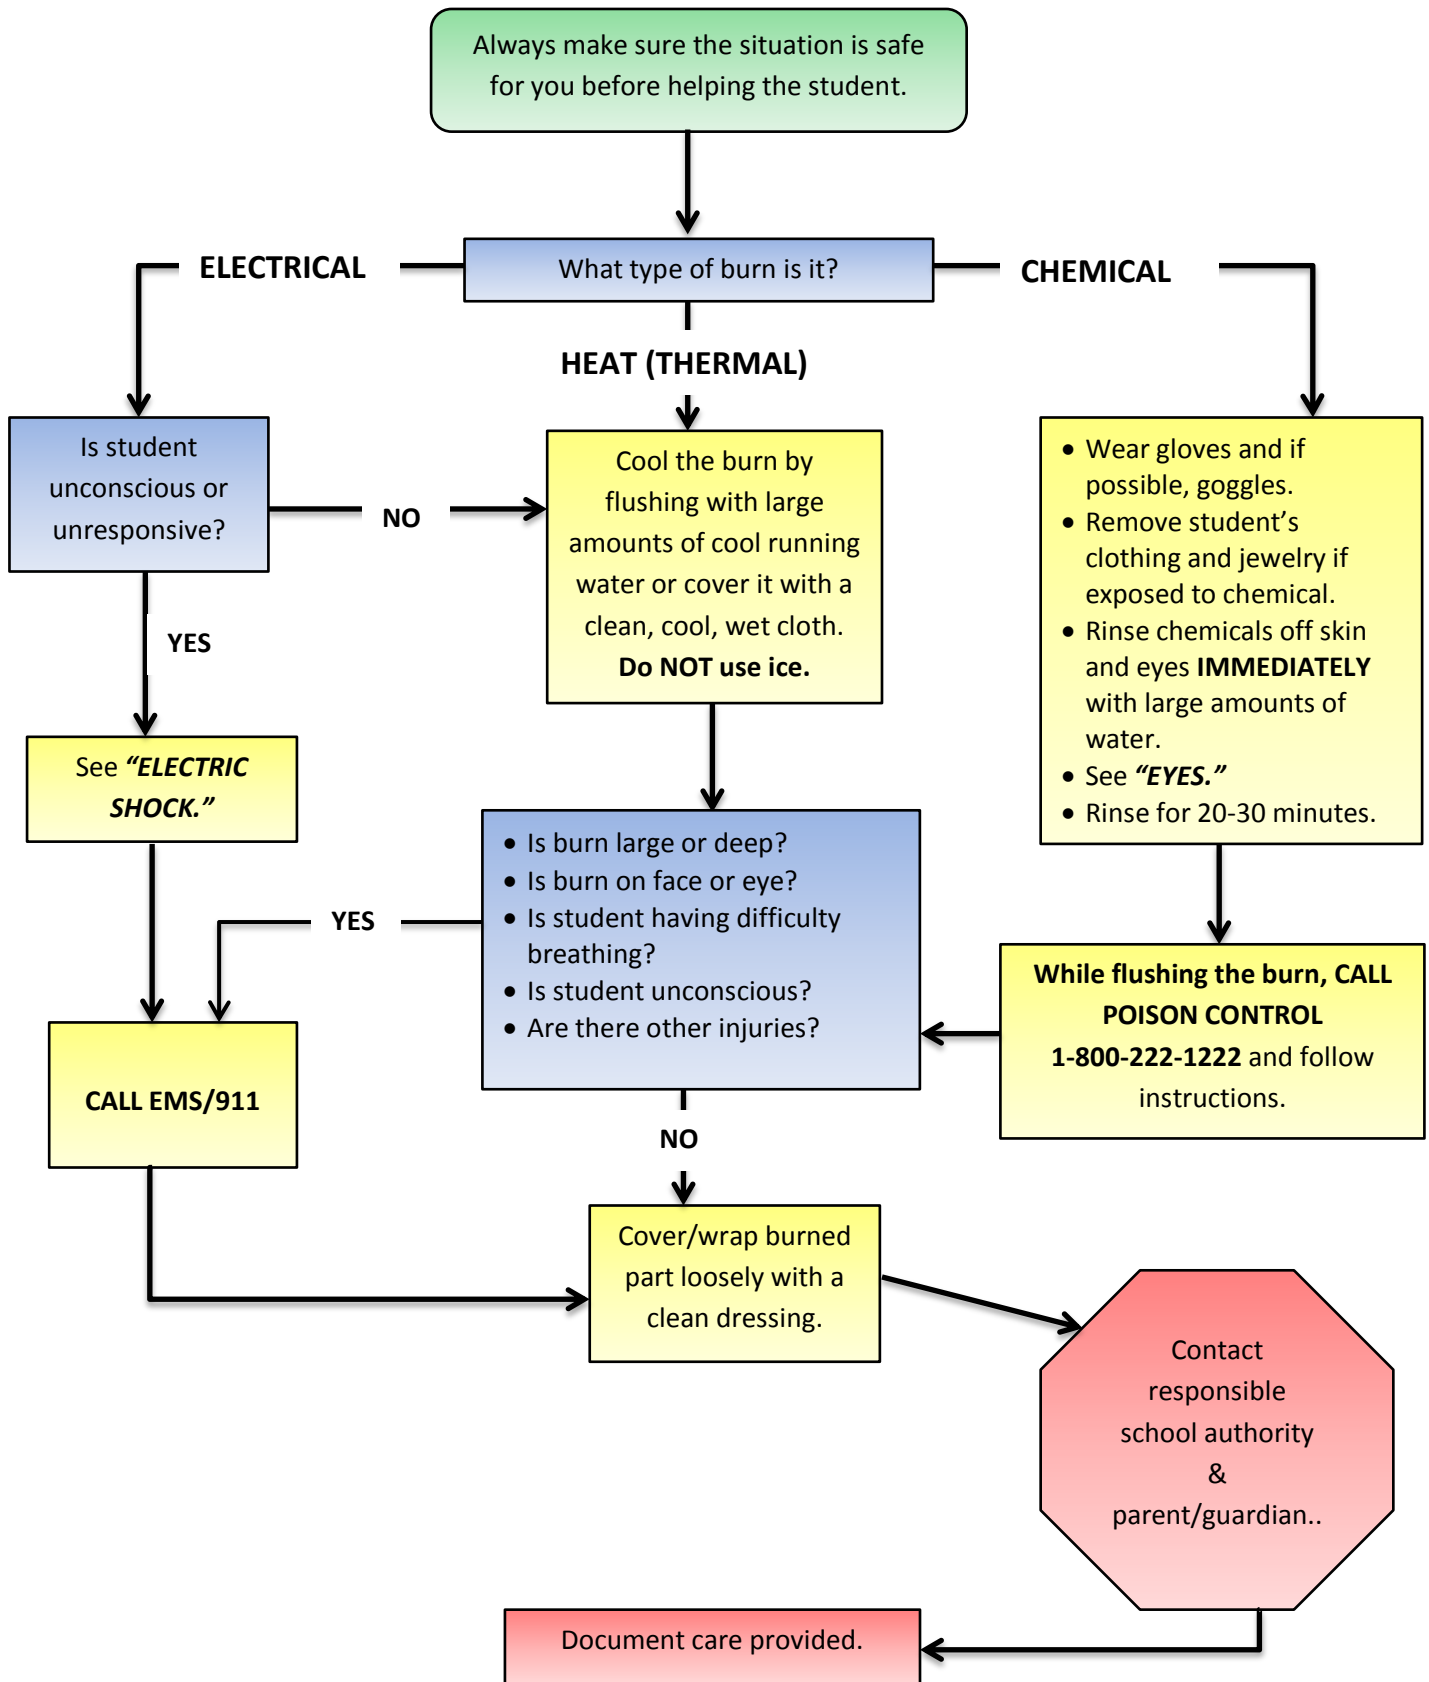 Always make sure the situation is safe
for you before helping the student.
ELECTRICAL
What type of burn is it?
CHEMICAL
HEAT (THERMAL)
Is student
unconscious or
unresponsive?
NO
Cool the burn by
flushing with large
amounts of cool running
water or cover it with a
clean, cool, wet cloth.
Do NOT use ice.
• Wear gloves and if
possible, goggles.
• Remove student’s
clothing and jewelry if
exposed to chemical.
• Rinse chemicals off skin
and eyes IMMEDIATELY
with large amounts of
water.
• See “EYES.”
• Rinse for 20-30 minutes.
YES
See “ELECTRIC
SHOCK.”
• Is burn large or deep?
• Is burn on face or eye?
• Is student having difficulty
breathing?
• Is student unconscious?
• Are there other injuries?
YES
While flushing the burn, CALL
POISON CONTROL
1-800-222-1222 and follow
instructions.
CALL EMS/911
NO
Cover/wrap burned
part loosely with a
clean dressing.
Contact
responsible
school authority
&
parent/guardian..
Document care provided.